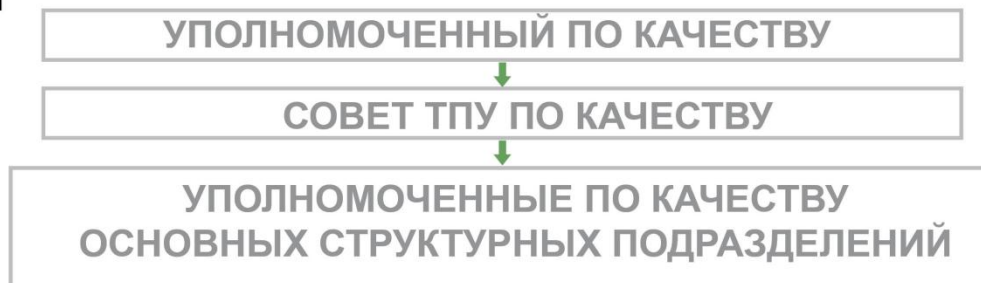 УПОЛНОМОЧЕННЫЙ ПО КАЧЕСТВУ
СОВЕТ ТПУ ПО КАЧЕСТВУ
УПОЛНОМОЧЕННЫЕ ПО КАЧЕСТВУ
ОСНОВНЫХ СТРУКТУРНЫХ ПОДРАЗДЕЛЕНИЙ